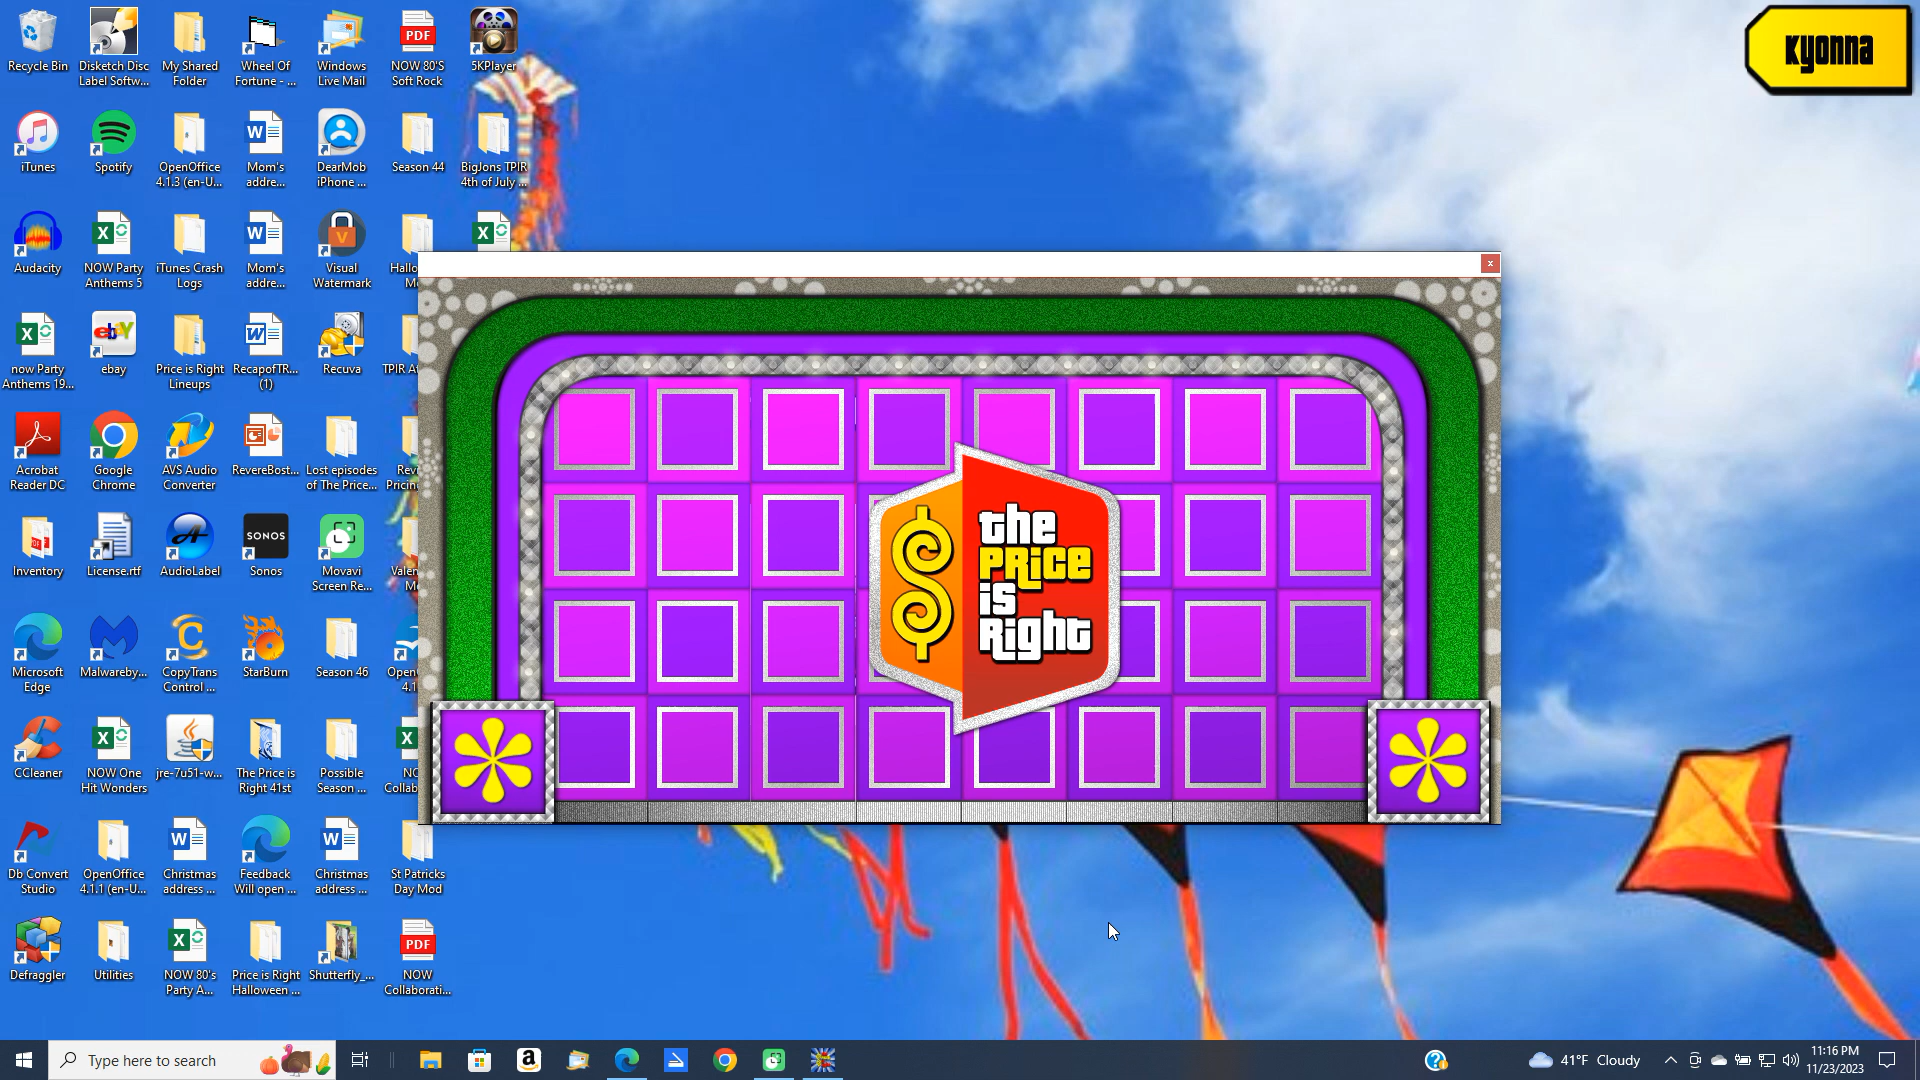 Recycle Bin
Disketch Disc
Label Softw...
My Shared
Folder
Wheel Of
Fortune - ...
Windows
Live Mail
PDF
NOW 80'S
Soft Rock
5KPlayer
Kyonna
iTunes
Spotify
OpenOffice
4.1.3 (en-U...
Mom's
addre...
DearMob
iPhone ...
Season 44
BigJons TPIR
4th of July ...
Audacity
NOW Party
Anthems 5
iTunes Crash
Logs
Mom's
addre...
Visual
Watermark
Hallo
x
now Party
Anthems 19...
ebay
ebay
Price is Right
Lineups
RecapofTR...
(1)
Recuva
TPIR
the
PRiCE
is
Right
Acrobat
Reader DC
Google
Chrome
AVS Audio
Converter
RevereBost...
Lost episodes
of The Price...
Inventory
License.rtf
AudioLabel
SONOS
Sonos
Movavi
Screen Re...
Microsoft
Edge
Malwareby...
CopyTrans
Control ...
StarBurn
Season 46
4.1
CCleaner
NOW One
Hit Wonders
jre-7u51-w...
The Price is
Right 41st
Possible
Season ...
Collab
Db Convert
Studio
OpenOffice
4.1.1 (en-U...
Christmas
address ...
Feedback
Will open ...
Christmas
address ...
St Patricks
Day Mod
Defraggler
Utilities
NOW 80's
Party A...
Price is Right
Halloween ...
Shutterfly_...
PDF
NOW
Collaborati...
Type here to search
41°F Cloudy
11:16 PM
11/23/2023